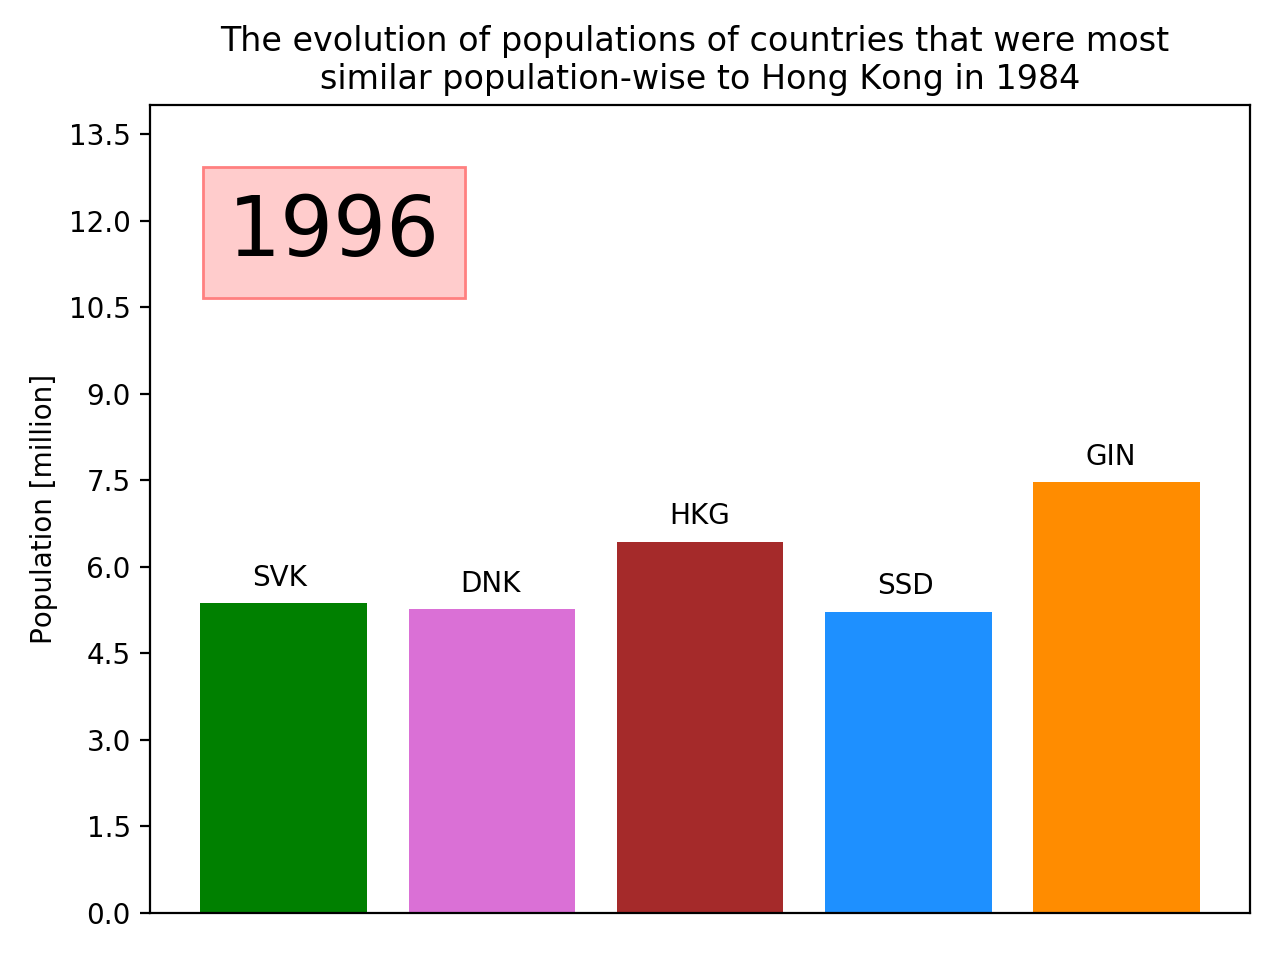 The evolution of populations of countries that were most
similar population-wise to Hong Kong in 1984
13.5
12.0
10.5
9.0
7.5
6.0
4.5
3.0
1.5
0.0
Population [million]
1996
SVK
DNK
HKG
SSD
GIN